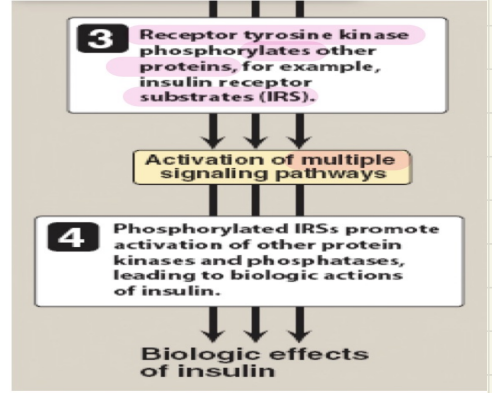 3 Receptor tyrosine kinase
phosphorylates other
proteins, for example,
insulin receptor
substrates (IRS).
Activation of multiple
signaling pathways
4 Phosphorylated IRSs promote
activation of other protein
kinases and phosphatases,
leading to biologic actions
of insulin.
Biologic effects
of insulin